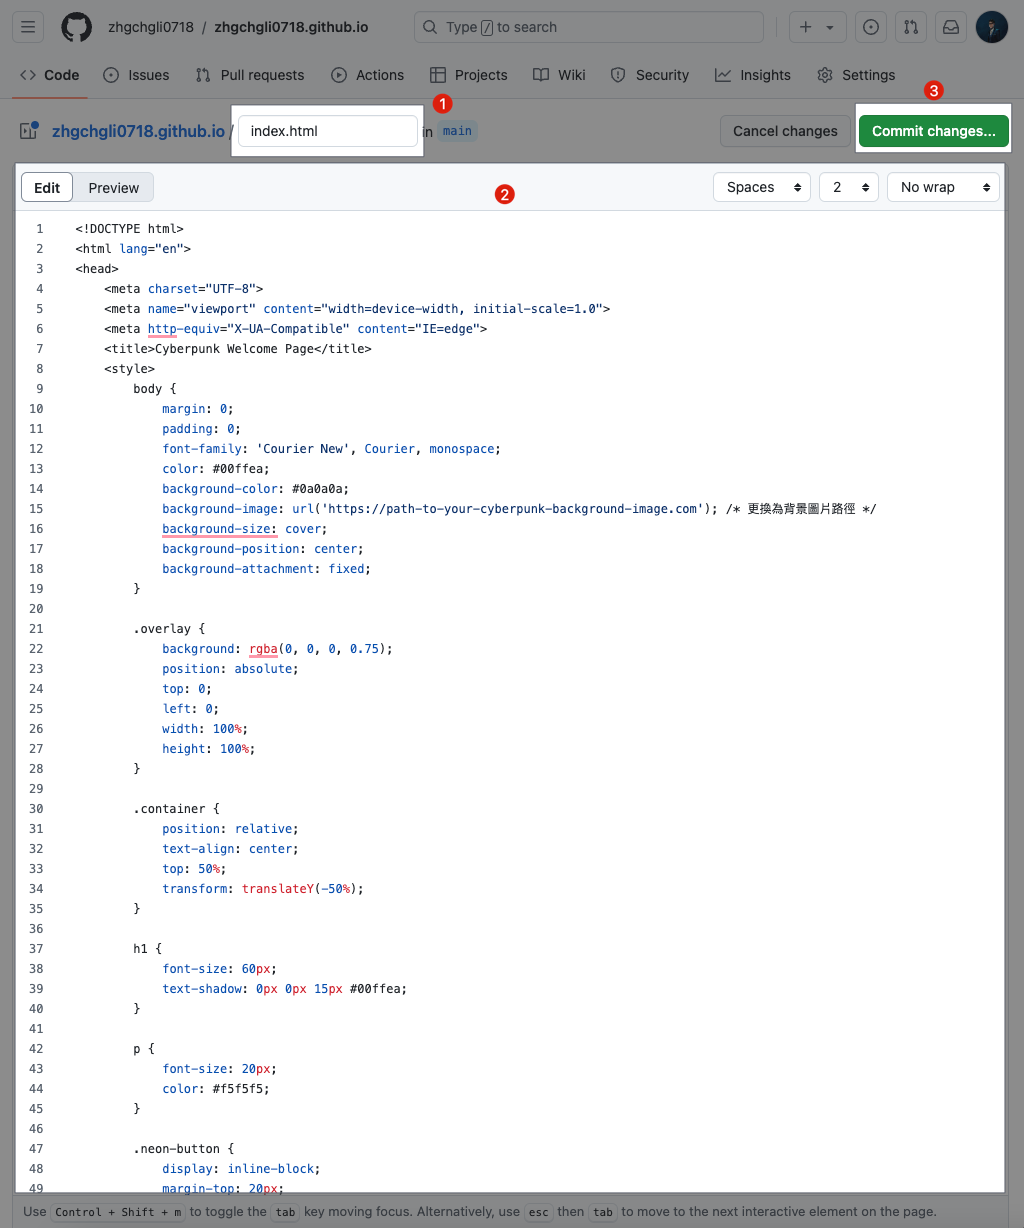 zhgchgli0718 / zhgchgli0718.github.io Type / to search
Code Issues Pull requests Actions Projects Wiki Security Insights Settings
1
3
zhgchgli0718.github.io / index.html in main Cancel changes Commit changes...
Edit Preview 2 Spaces 2 No wrap
1 <!DOCTYPE html>
2 <html lang="en">
3 <head>
4 <meta charset="UTF-8">
5 <meta name="viewport" content="width=device-width, initial-scale=1.0">
6 <meta http-equiv="X-UA-Compatible" content="IE=edge">
7 <title>Cyberpunk Welcome Page</title>
8 <style>
9 body {
10 margin: 0;
11 padding: 0;
12 font-family: 'Courier New', Courier, monospace;
13 color: #00ffea;
14 background-color: #0a0a0a;
15 background-image: url('https://path-to-your-cyberpunk-background-image.com'); /* 更換為背景圖片路徑 */
16 background-size: cover;
17 background-position: center;
18 background-attachment: fixed;
19 }
20
21 .overlay {
22 background: rgba(0, 0, 0, 0.75);
23 position: absolute;
24 top: 0;
25 left: 0;
26 width: 100%;
27 height: 100%;
28 }
29
30 .container {
31 position: relative;
32 text-align: center;
33 top: 50%;
34 transform: translateY(-50%);
35 }
36
37 h1 {
38 font-size: 60px;
39 text-shadow: 0px 0px 15px #00ffea;
40 }
41
42 p {
43 font-size: 20px;
44 color: #f5f5f5;
45 }
46
47 .neon-button {
48 display: inline-block;
49 margin-top: 20px;
Use Control + Shift + m to toggle the tab key moving focus. Alternatively, use esc then tab to move to the next interactive element on the page.